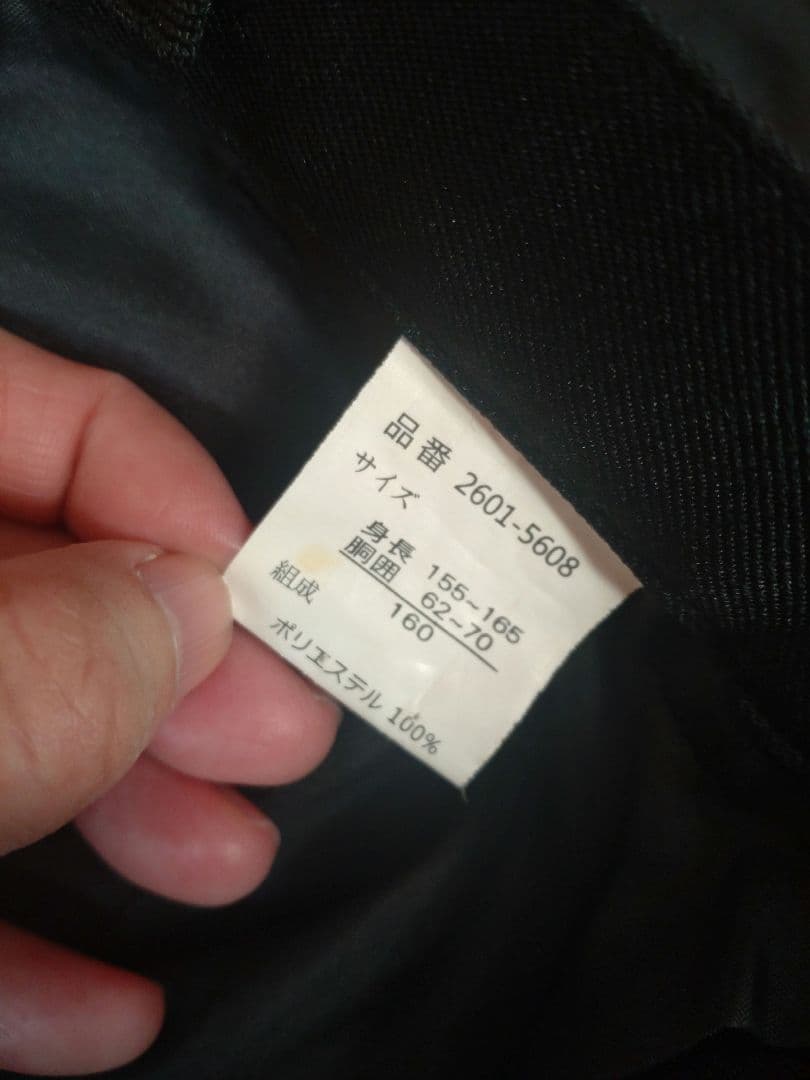 品番 2601-5608
サイズ
身長 155~165
胴囲 62~70
160
組成
ポリエステル 100%